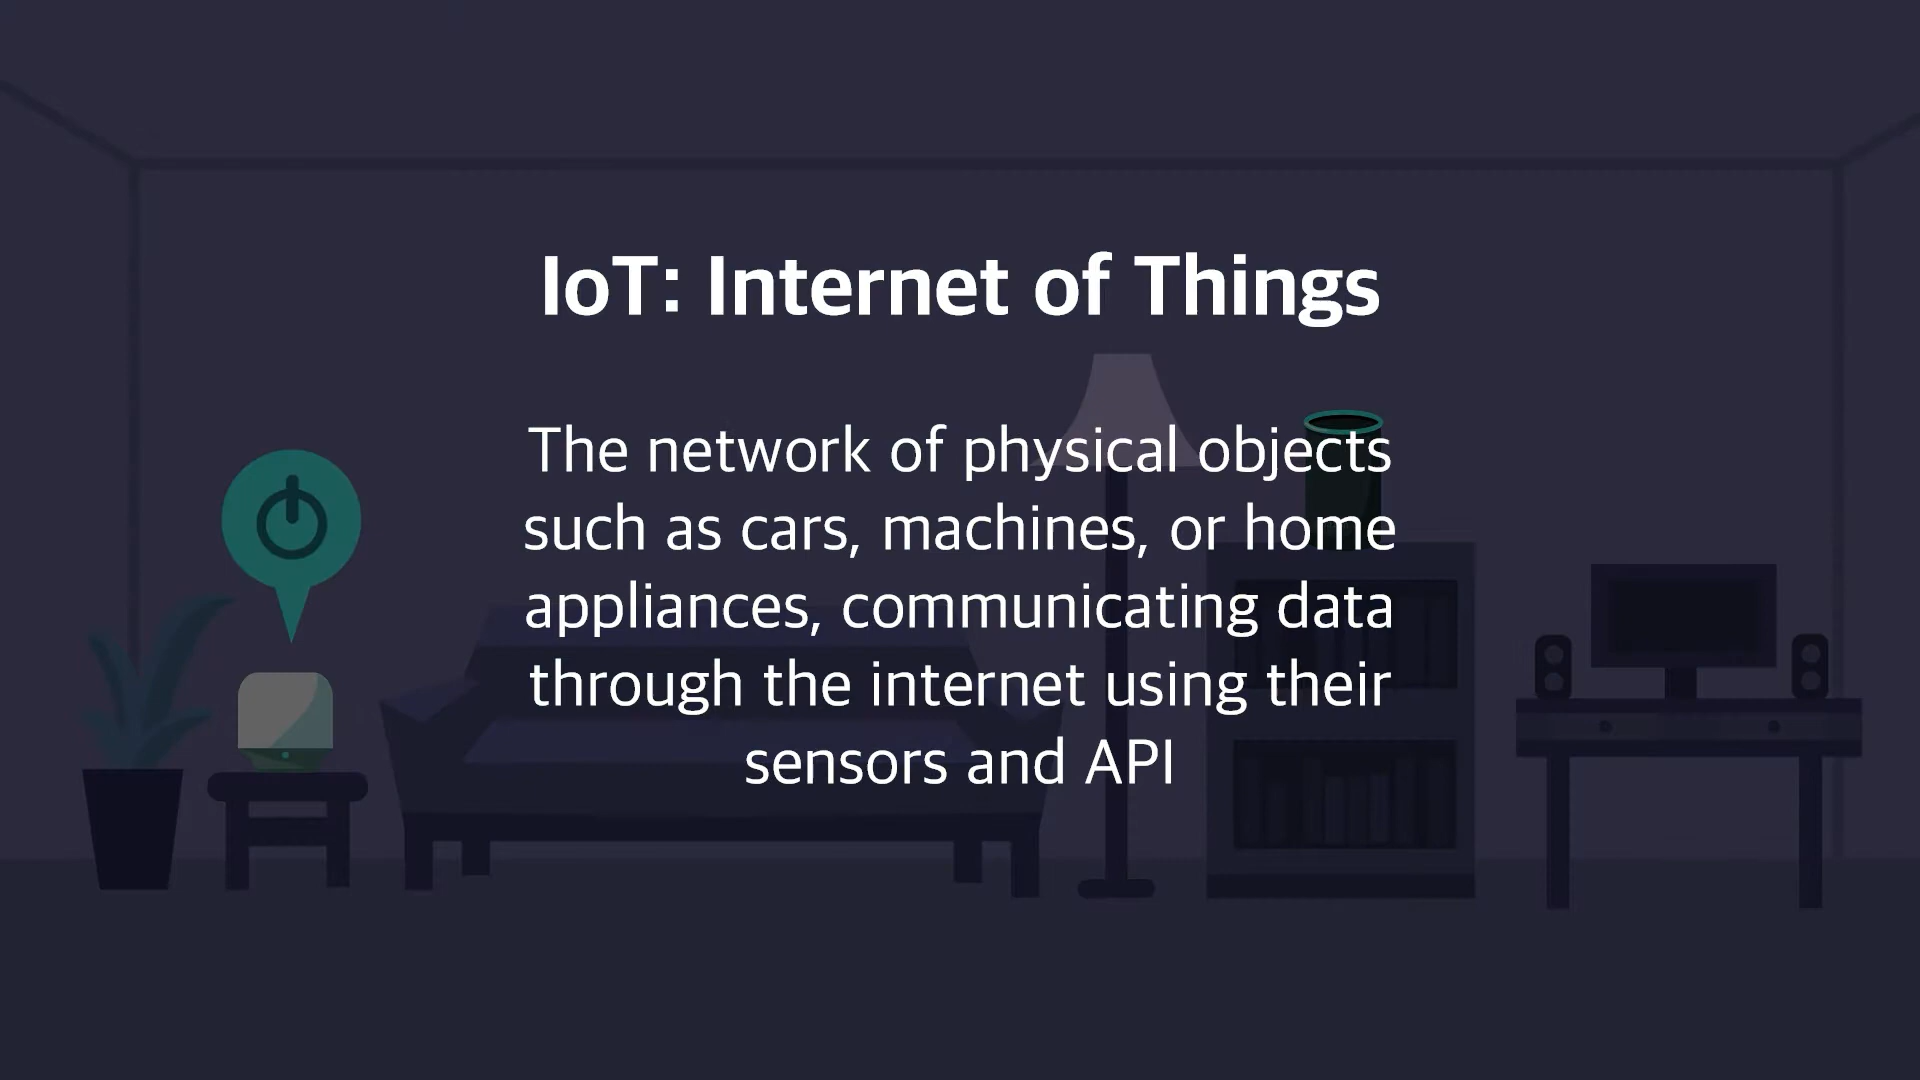 IoT: Internet of Things
The network of physical objects
such as cars, machines, or home
appliances, communicating data
through the internet using their
sensors and API